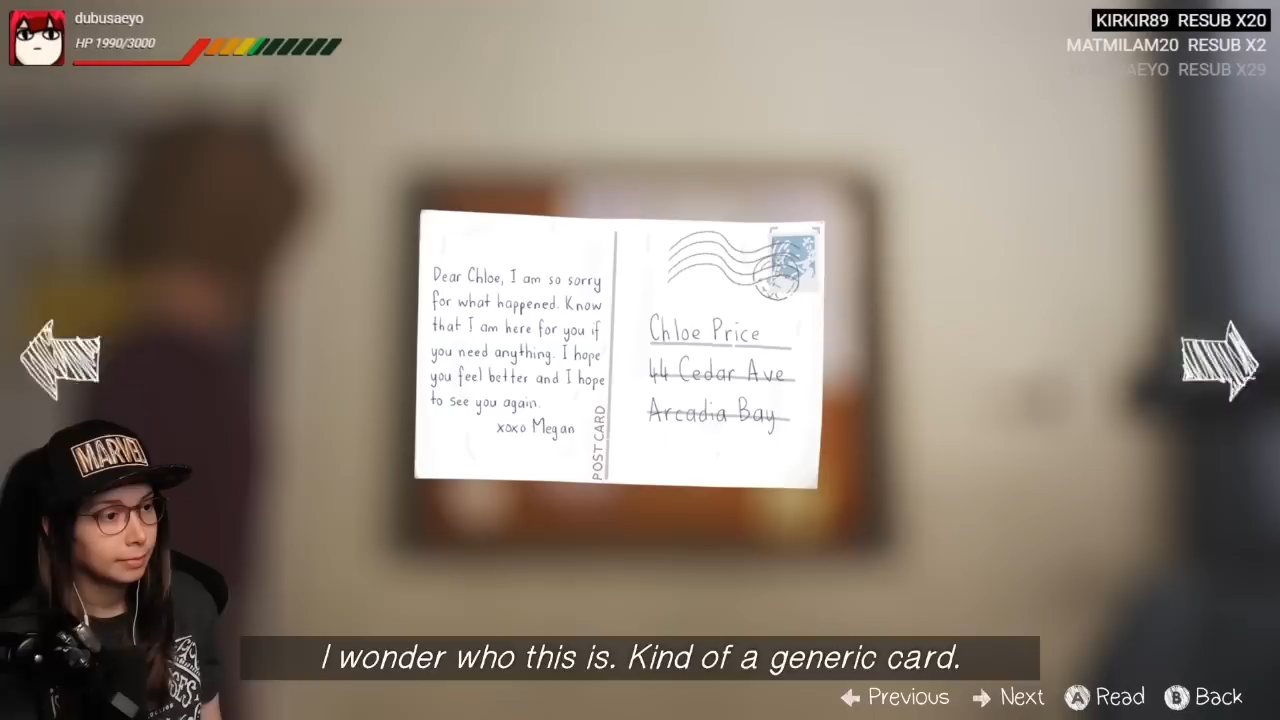 dubusaeyo
HP 1990/3000
KIRKIR89 RESUB X20
MATMILAM20 RESUB X2
AEYO RESUB X29
Dear Chloe, I am so sorry
for what happened. Know
that I am here for you if
you need anything. I hope
you feel better and I hope
to see you again.
xoxo Megan
POST CARD
Chloe Price
44 Cedar Ave
Arcadia Bay
MARVEL
I wonder who this is. Kind of a generic card.
Previous
Next
A Read
B Back